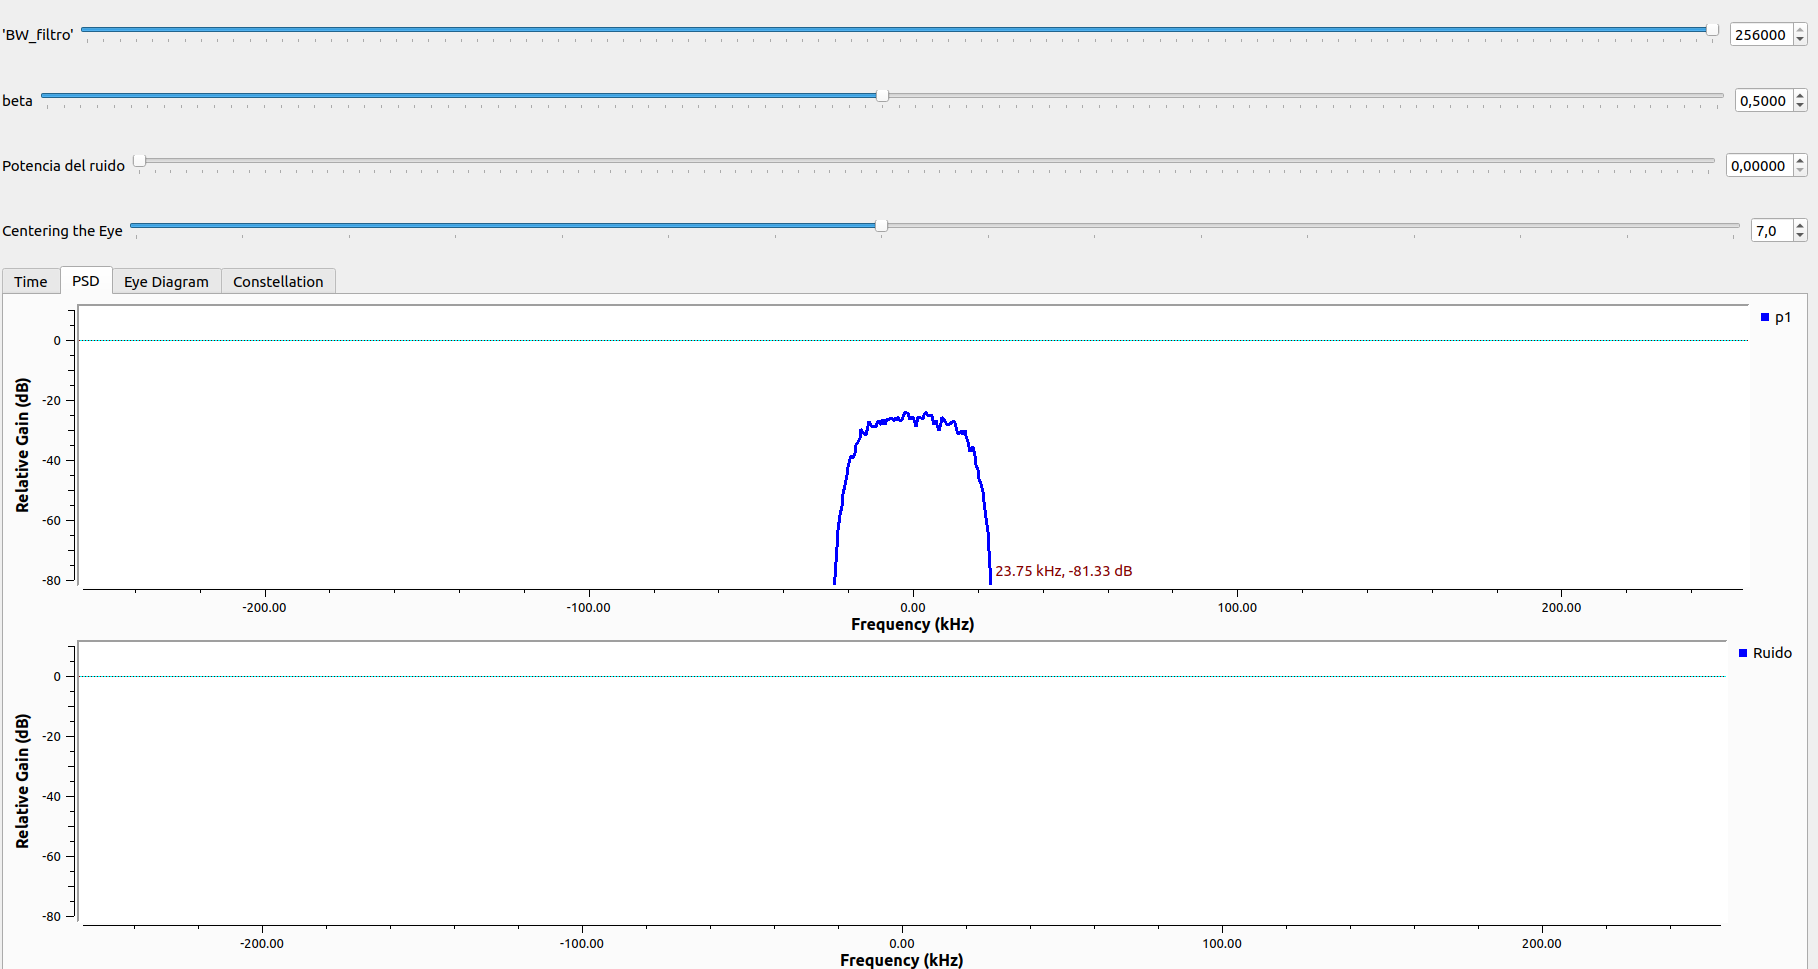 'BW_filtro' 256000
beta 0,5000
Potencia del ruido 0,00000
Centering the Eye 7,0
Time PSD Eye Diagram Constellation
p1
0
-20
-40
-60
-80
Relative Gain (dB)
23.75 kHz, -81.33 dB
-200.00 -100.00 0.00 100.00 200.00
Frequency (kHz)
Ruido
0
-20
-40
-60
-80
Relative Gain (dB)
-200.00 -100.00 0.00 100.00 200.00
Frequency (kHz)